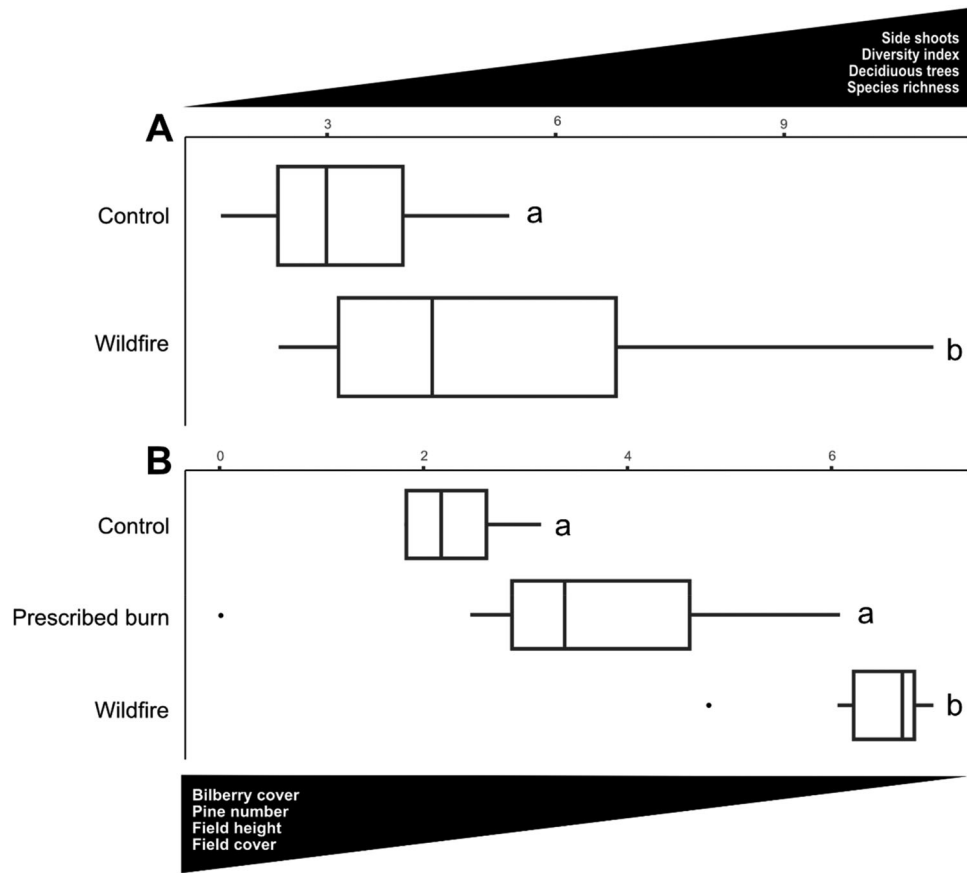 Side shoots
Diversity index
Decidiuous trees
Species richness
A
3 6 9
Control
a
Wildfire
b
B
0 2 4 6
Control
a
Prescribed burn
a
Wildfire
b
Bilberry cover
Pine number
Field height
Field cover